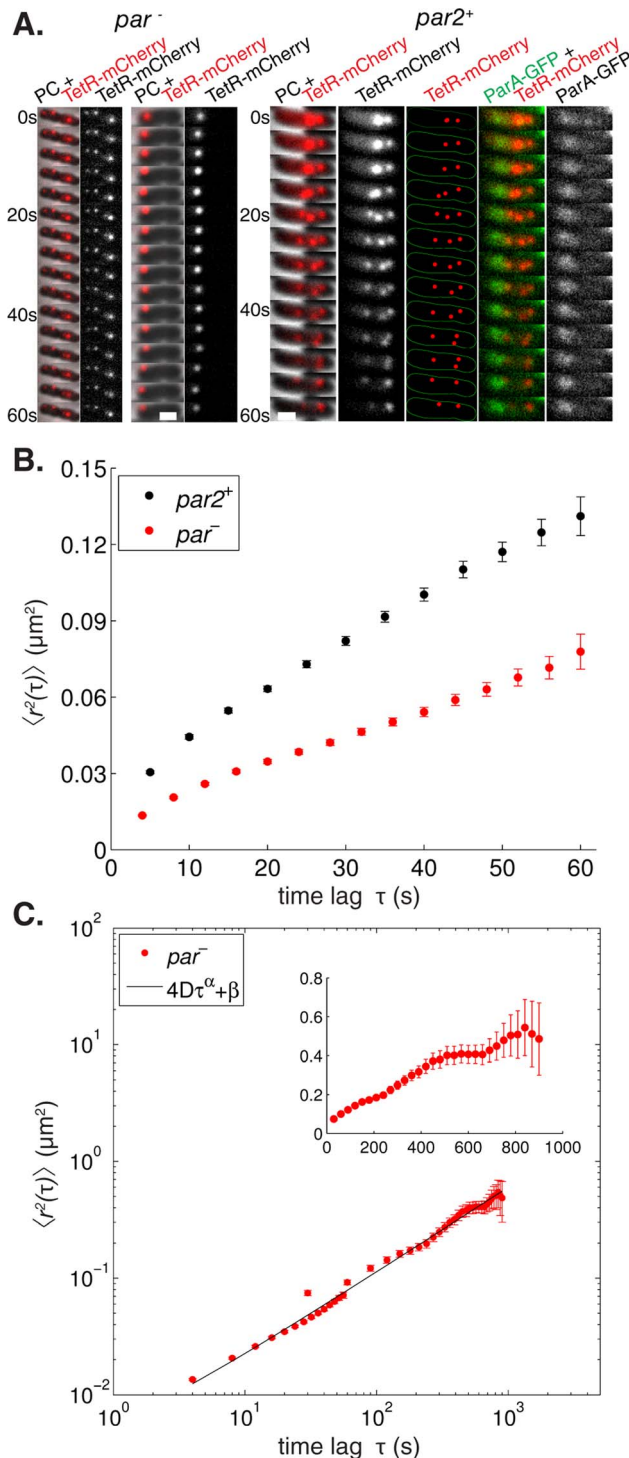 A.
par - par2+
PC + TetR-mCherry
TetR-mCherry
PC + TetR-mCherry
TetR-mCherry
PC + TetR-mCherry
TetR-mCherry
TetR-mCherry
ParA-GFP + TetR-mCherry
ParA-GFP
0s
20s
40s
60s
0s
20s
40s
60s
B.
0.15
0.12
0.09
0.06
0.03
0
par2+
par−
⟨r²(τ)⟩ (μm²)
0 10 20 30 40 50 60
time lag τ (s)
C.
10²
10¹
10⁰
10⁻¹
10⁻²
par−
4Dτ^α+β
0.8
0.6
0.4
0.2
0
0 200 400 600 800 1000
⟨r²(τ)⟩ (μm²)
10⁰ 10¹ 10² 10³
time lag τ (s)